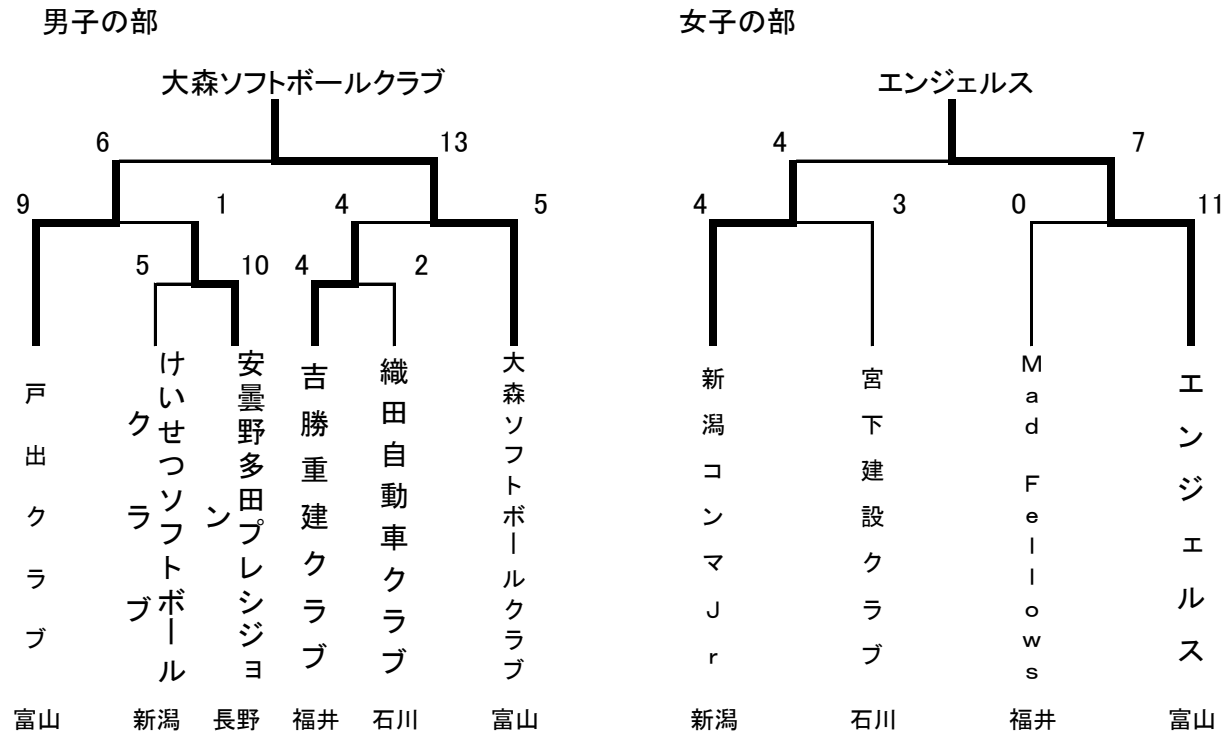 男子の部
大森ソフトボールクラブ
6 13
9 1 4 5
5 10 4 2
戸出クラブ
けいせつソフトボール
クラブ
安曇野多田プレシジョ
ン
吉勝重建クラブ
織田自動車クラブ
大森ソフトボールクラブ
富山 新潟 長野 福井 石川 富山
女子の部
エンジェルス
4 7
4 3 0 11
新潟コンマJr
宮下建設クラブ
Mad Fellows
エンジェルス
新潟 石川 福井 富山